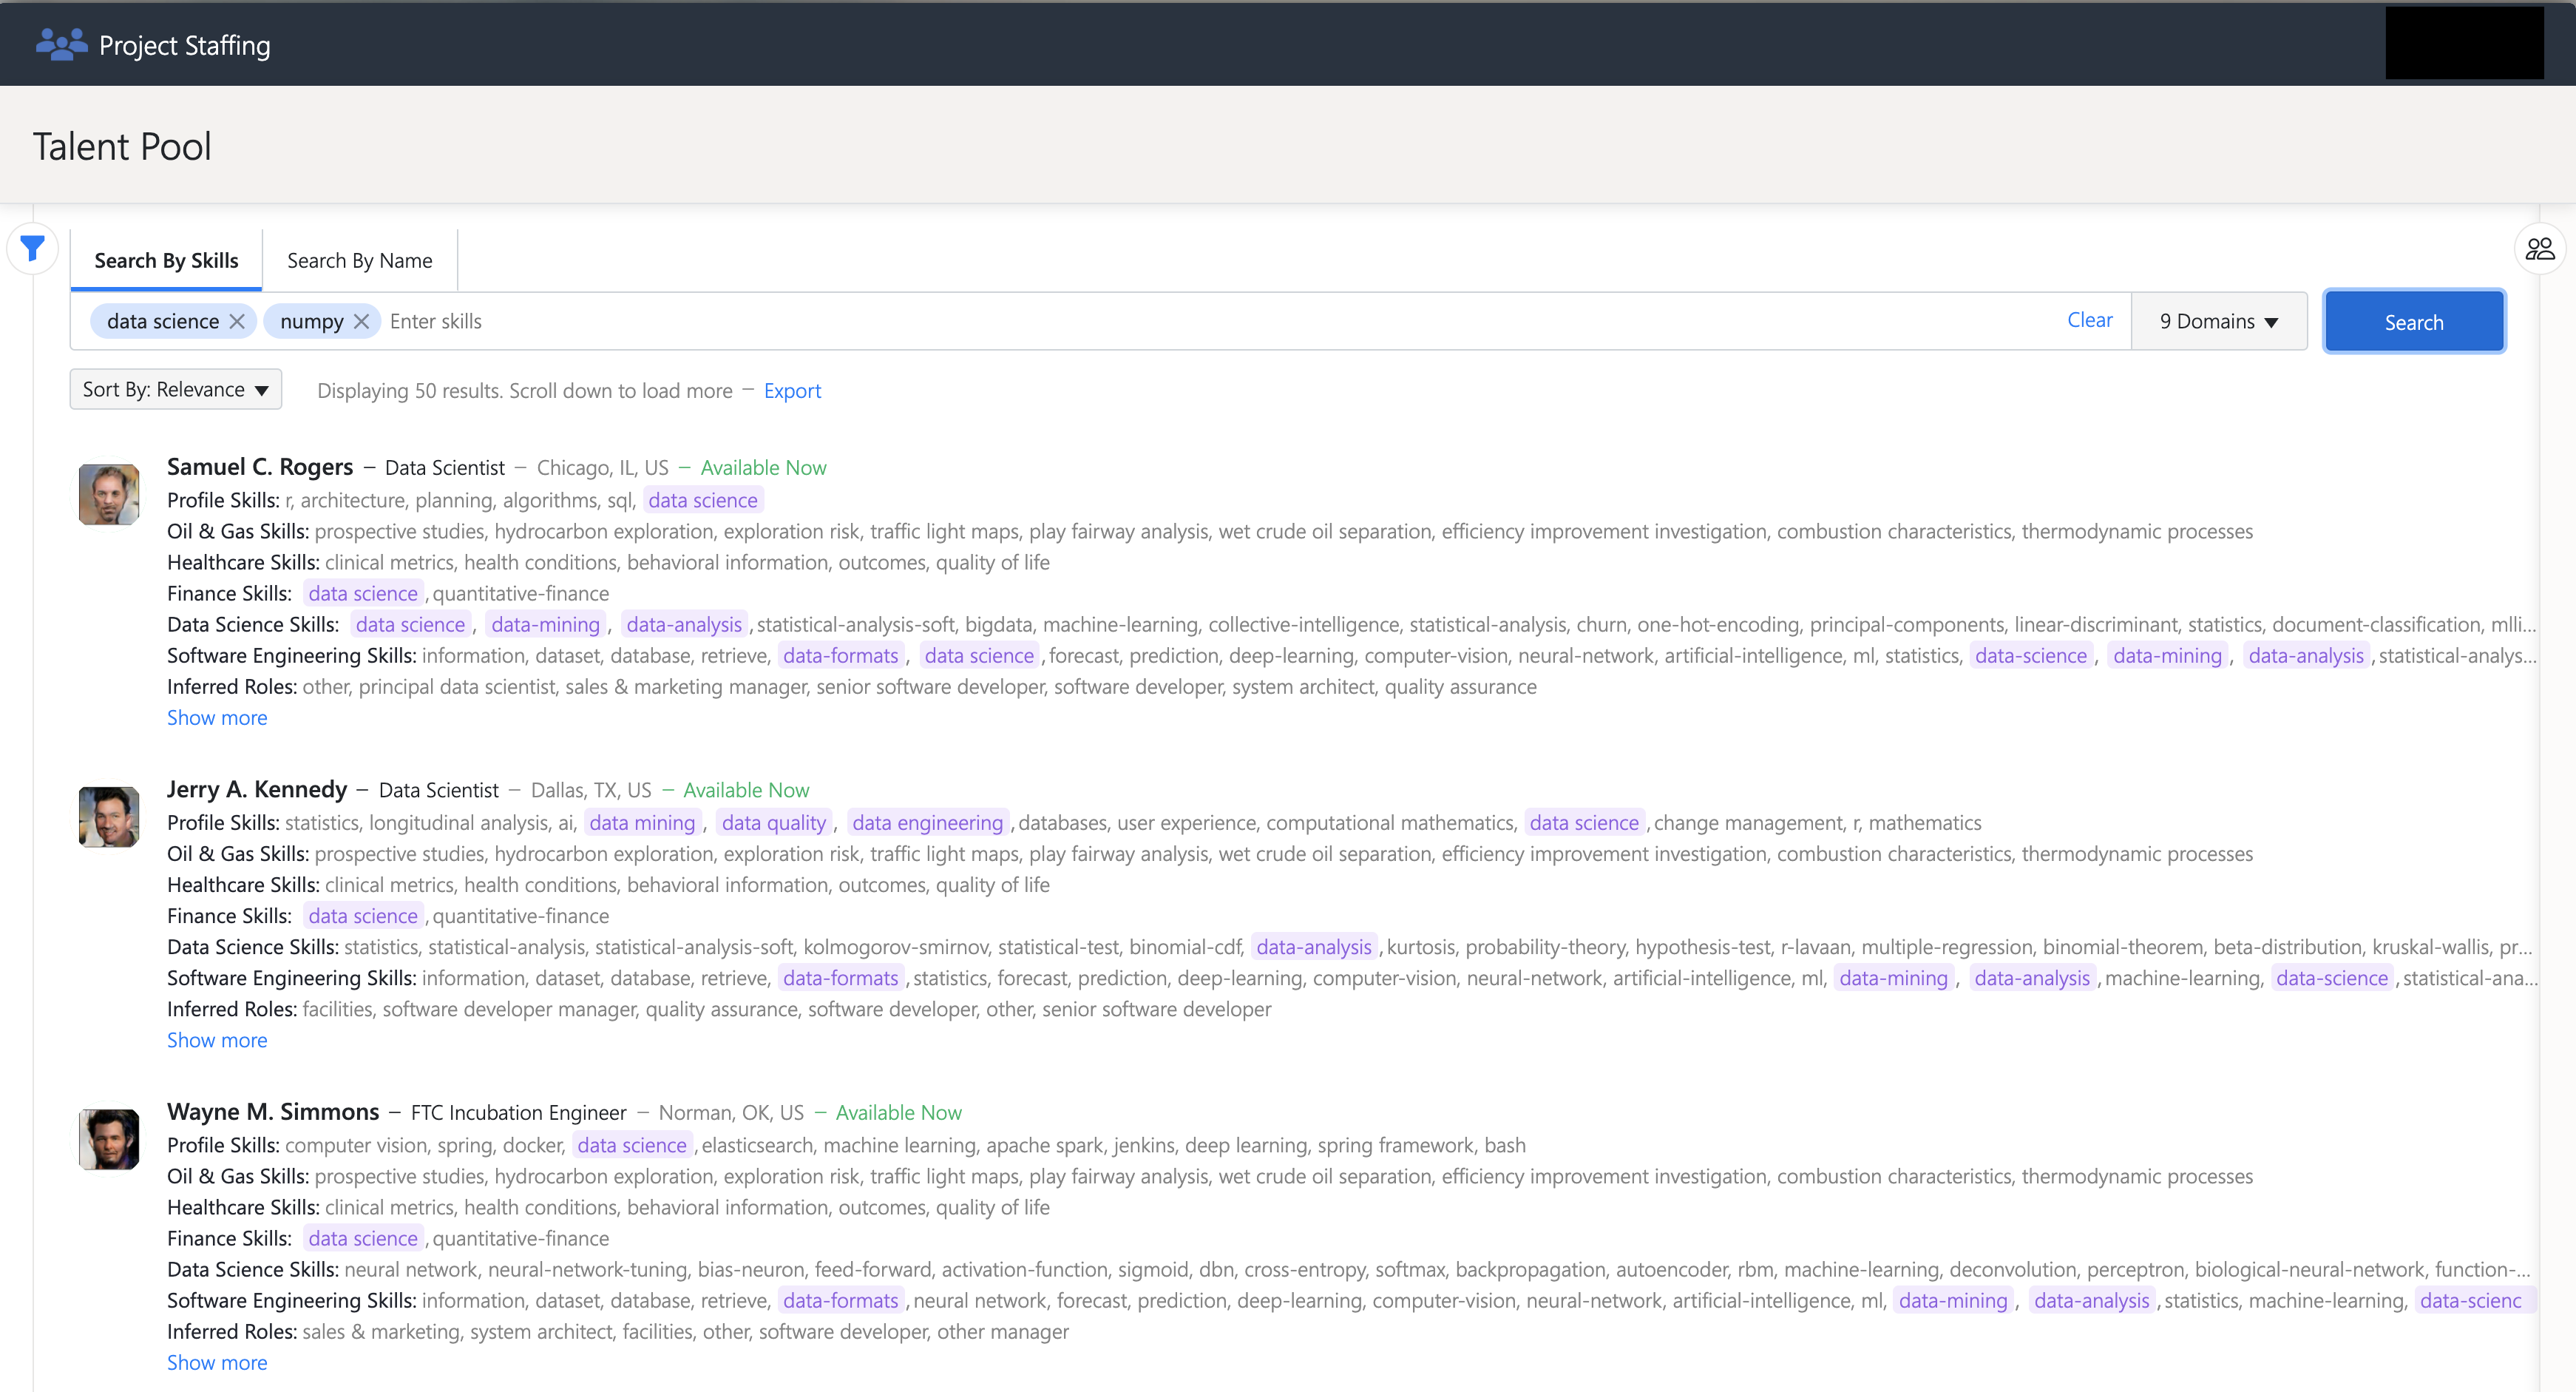 Project Staffing
Talent Pool
Search By Skills Search By Name
data science numpy Enter skills Clear 9 Domains Search
Sort By: Relevance Displaying 50 results. Scroll down to load more – Export
Samuel C. Rogers – Data Scientist – Chicago, IL, US – Available Now
Profile Skills: r, architecture, planning, algorithms, sql, data science
Oil & Gas Skills: prospective studies, hydrocarbon exploration, exploration risk, traffic light maps, play fairway analysis, wet crude oil separation, efficiency improvement investigation, combustion characteristics, thermodynamic processes
Healthcare Skills: clinical metrics, health conditions, behavioral information, outcomes, quality of life
Finance Skills: data science, quantitative-finance
Data Science Skills: data science, data-mining, data-analysis, statistical-analysis-soft, bigdata, machine-learning, collective-intelligence, statistical-analysis, churn, one-hot-encoding, principal-components, linear-discriminant, statistics, document-classification, mlli...
Software Engineering Skills: information, dataset, database, retrieve, data-formats, data science, forecast, prediction, deep-learning, computer-vision, neural-network, artificial-intelligence, ml, statistics, data-science, data-mining, data-analysis, statistical-analys...
Inferred Roles: other, principal data scientist, sales & marketing manager, senior software developer, software developer, system architect, quality assurance
Show more
Jerry A. Kennedy – Data Scientist – Dallas, TX, US – Available Now
Profile Skills: statistics, longitudinal analysis, ai, data mining, data quality, data engineering, databases, user experience, computational mathematics, data science, change management, r, mathematics
Oil & Gas Skills: prospective studies, hydrocarbon exploration, exploration risk, traffic light maps, play fairway analysis, wet crude oil separation, efficiency improvement investigation, combustion characteristics, thermodynamic processes
Healthcare Skills: clinical metrics, health conditions, behavioral information, outcomes, quality of life
Finance Skills: data science, quantitative-finance
Data Science Skills: statistics, statistical-analysis, statistical-analysis-soft, kolmogorov-smirnov, statistical-test, binomial-cdf, data-analysis, kurtosis, probability-theory, hypothesis-test, r-lavaan, multiple-regression, binomial-theorem, beta-distribution, kruskal-wallis, pr...
Software Engineering Skills: information, dataset, database, retrieve, data-formats, statistics, forecast, prediction, deep-learning, computer-vision, neural-network, artificial-intelligence, ml, data-mining, data-analysis, machine-learning, data-science, statistical-ana...
Inferred Roles: facilities, software developer manager, quality assurance, software developer, other, senior software developer
Show more
Wayne M. Simmons – FTC Incubation Engineer – Norman, OK, US – Available Now
Profile Skills: computer vision, spring, docker, data science, elasticsearch, machine learning, apache spark, jenkins, deep learning, spring framework, bash
Oil & Gas Skills: prospective studies, hydrocarbon exploration, exploration risk, traffic light maps, play fairway analysis, wet crude oil separation, efficiency improvement investigation, combustion characteristics, thermodynamic processes
Healthcare Skills: clinical metrics, health conditions, behavioral information, outcomes, quality of life
Finance Skills: data science, quantitative-finance
Data Science Skills: neural network, neural-network-tuning, bias-neuron, feed-forward, activation-function, sigmoid, dbn, cross-entropy, softmax, backpropagation, autoencoder, rbm, machine-learning, deconvolution, perceptron, biological-neural-network, function-...
Software Engineering Skills: information, dataset, database, retrieve, data-formats, neural network, forecast, prediction, deep-learning, computer-vision, neural-network, artificial-intelligence, ml, data-mining, data-analysis, statistics, machine-learning, data-scienc
Inferred Roles: sales & marketing, system architect, facilities, other, software developer, other manager
Show more